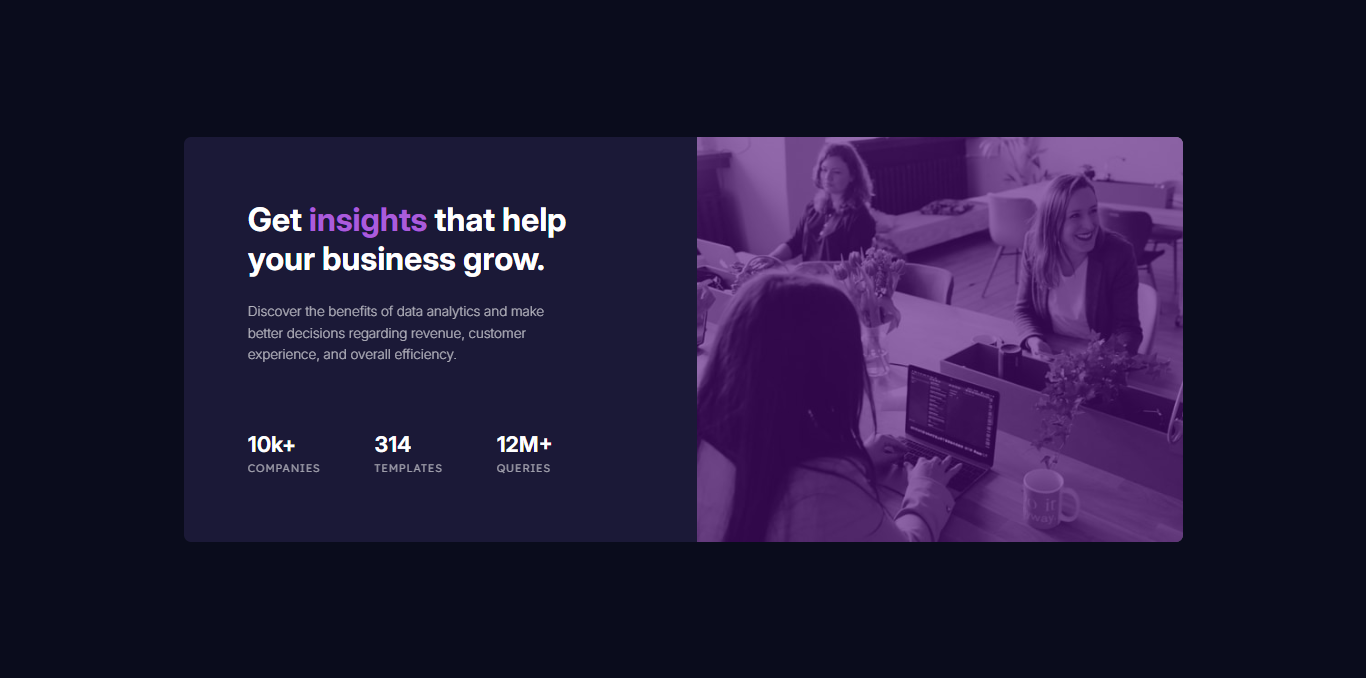 Get insights that help
your business grow.
Discover the benefits of data analytics and make
better decisions regarding revenue, customer
experience, and overall efficiency.
10k+ 314 12M+
COMPANIES TEMPLATES QUERIES